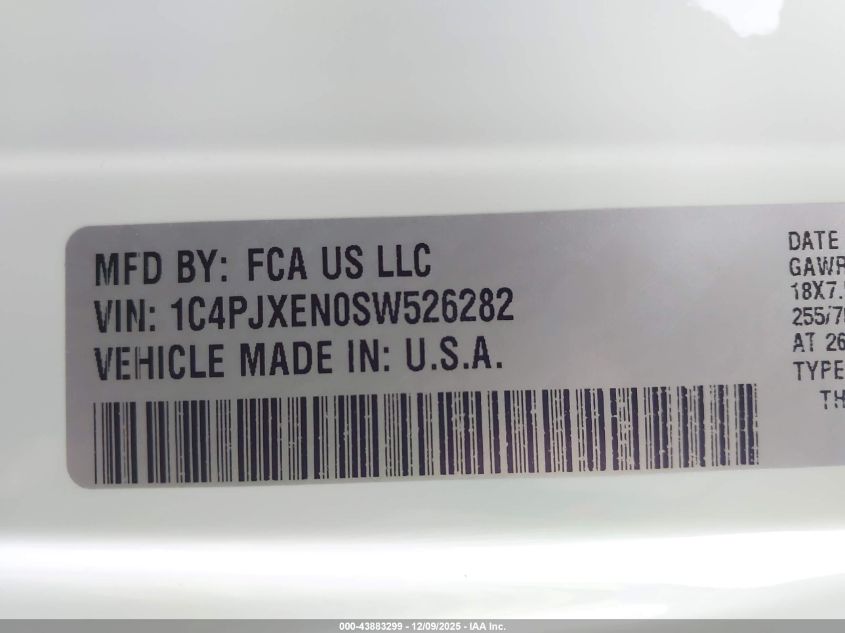 MFD BY: FCA US LLC
VIN: 1C4PJXEN0SW526282
VEHICLE MADE IN: U.S.A.
DATE
GAWR
18X7.
255/7
AT 26
TYPE
TH
000-43883299 - 12/09/2025 - IAA Inc.